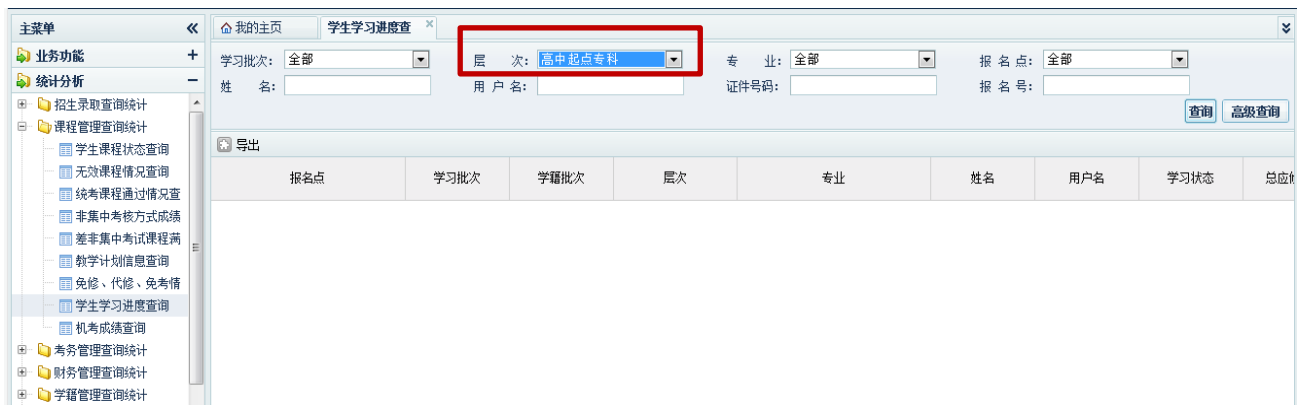 主菜单 我的主页 学生学习进度查
业务功能
统计分析
招生录取查询统计
课程管理查询统计
学生课程状态查询
无效课程情况查询
统考课程通过情况查
非集中考核方式成绩
差非集中考试课程满
教学计划信息查询
免修、代修、免考情
学生学习进度查询
机考成绩查询
考务管理查询统计
财务管理查询统计
学籍管理查询统计
学习批次: 全部 层 次: 高中起点专科 专 业: 全部 报 名 点: 全部
姓 名: 用 户 名: 证件号码: 报 名 号:
查询 高级查询
导出
报名点 学习批次 学籍批次 层次 专业 姓名 用户名 学习状态 总应